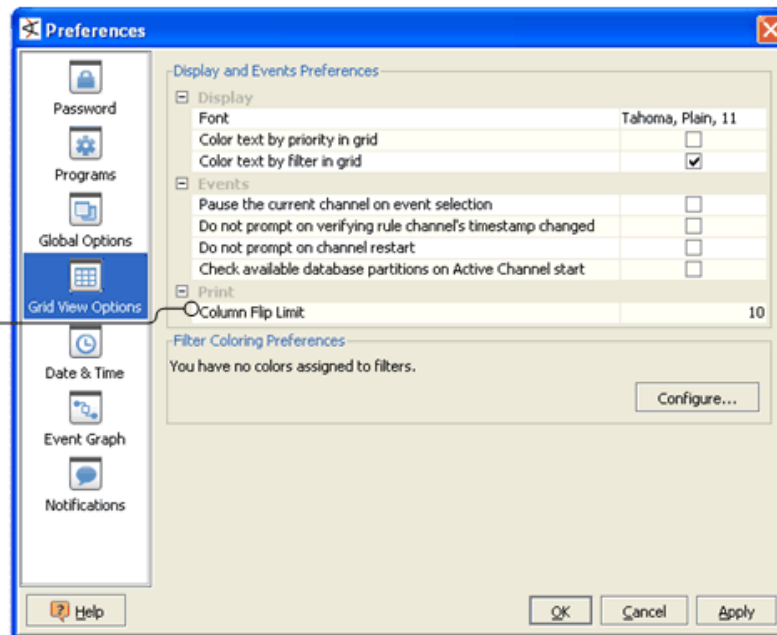 Preferences
Password
Programs
Global Options
Grid View Options
Date & Time
Event Graph
Notifications
Display and Events Preferences
Display
Font Tahoma, Plain, 11
Color text by priority in grid
Color text by filter in grid
Events
Pause the current channel on event selection
Do not prompt on verifying rule channel's timestamp changed
Do not prompt on channel restart
Check available database partitions on Active Channel start
Print
Column Flip Limit 10
Filter Coloring Preferences
You have no colors assigned to filters.
Configure...
Help
OK
Cancel
Apply